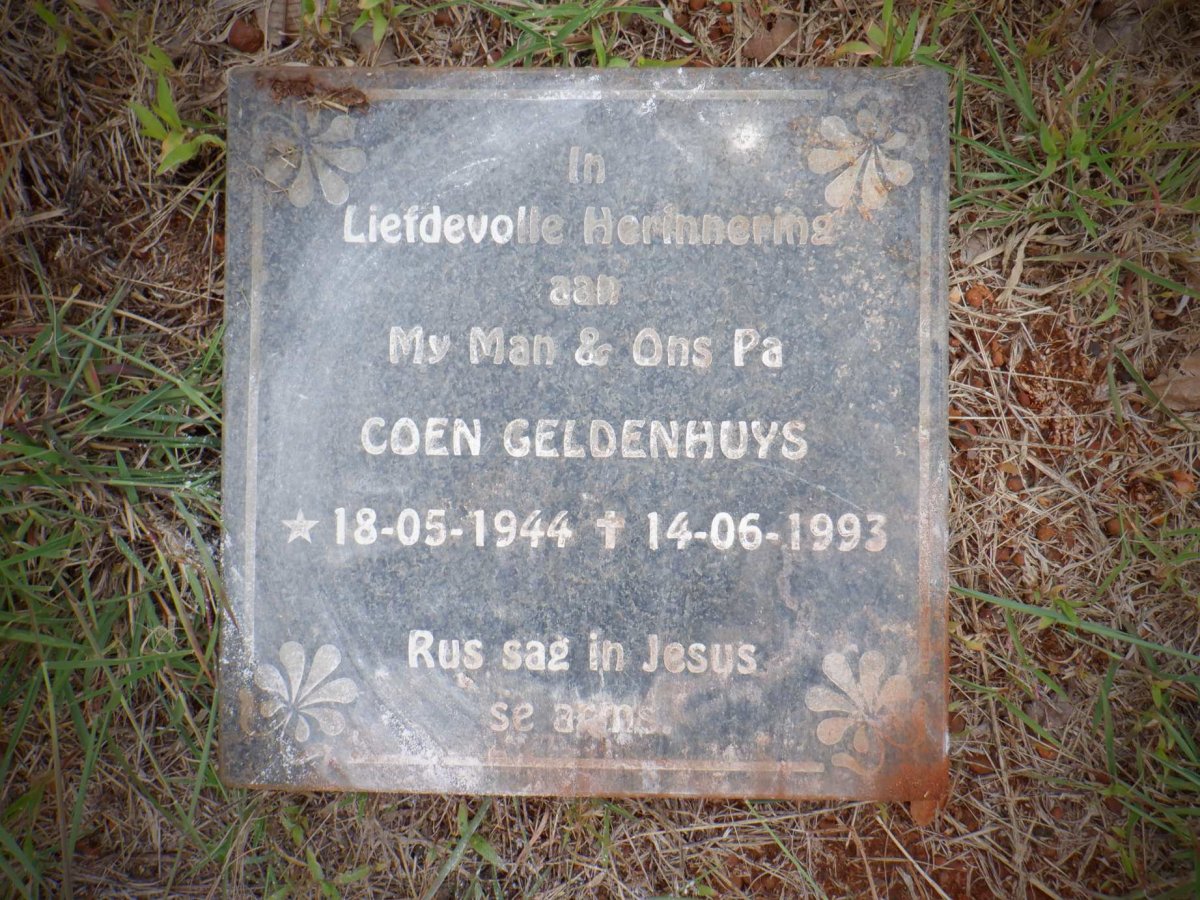 In
Liefdevolle Herinnering
aan
My Man & Ons Pa
COEN GELDENHUYS
18-05-1944 ✝ 14-06-1993
Rus sag in Jesus
se arms